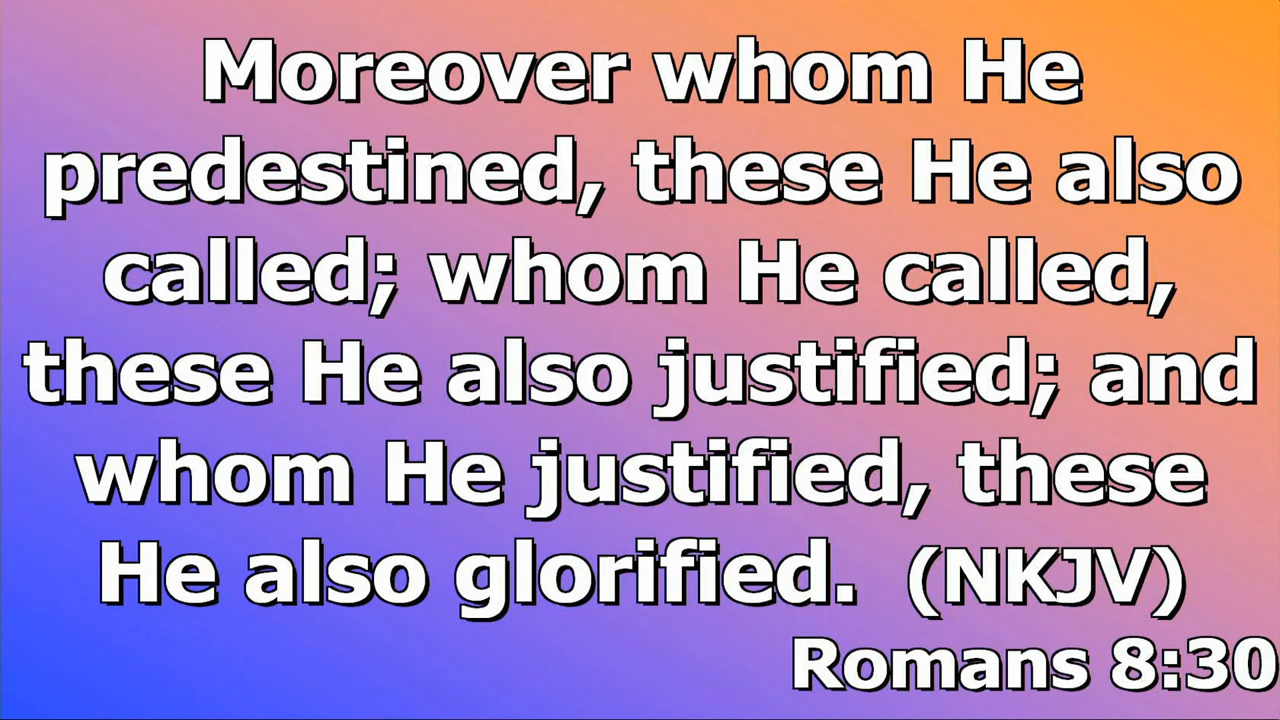 Moreover whom He
predestined, these He also
called; whom He called,
these He also justified; and
whom He justified, these
He also glorified.  (NKJV)
Romans 8:30